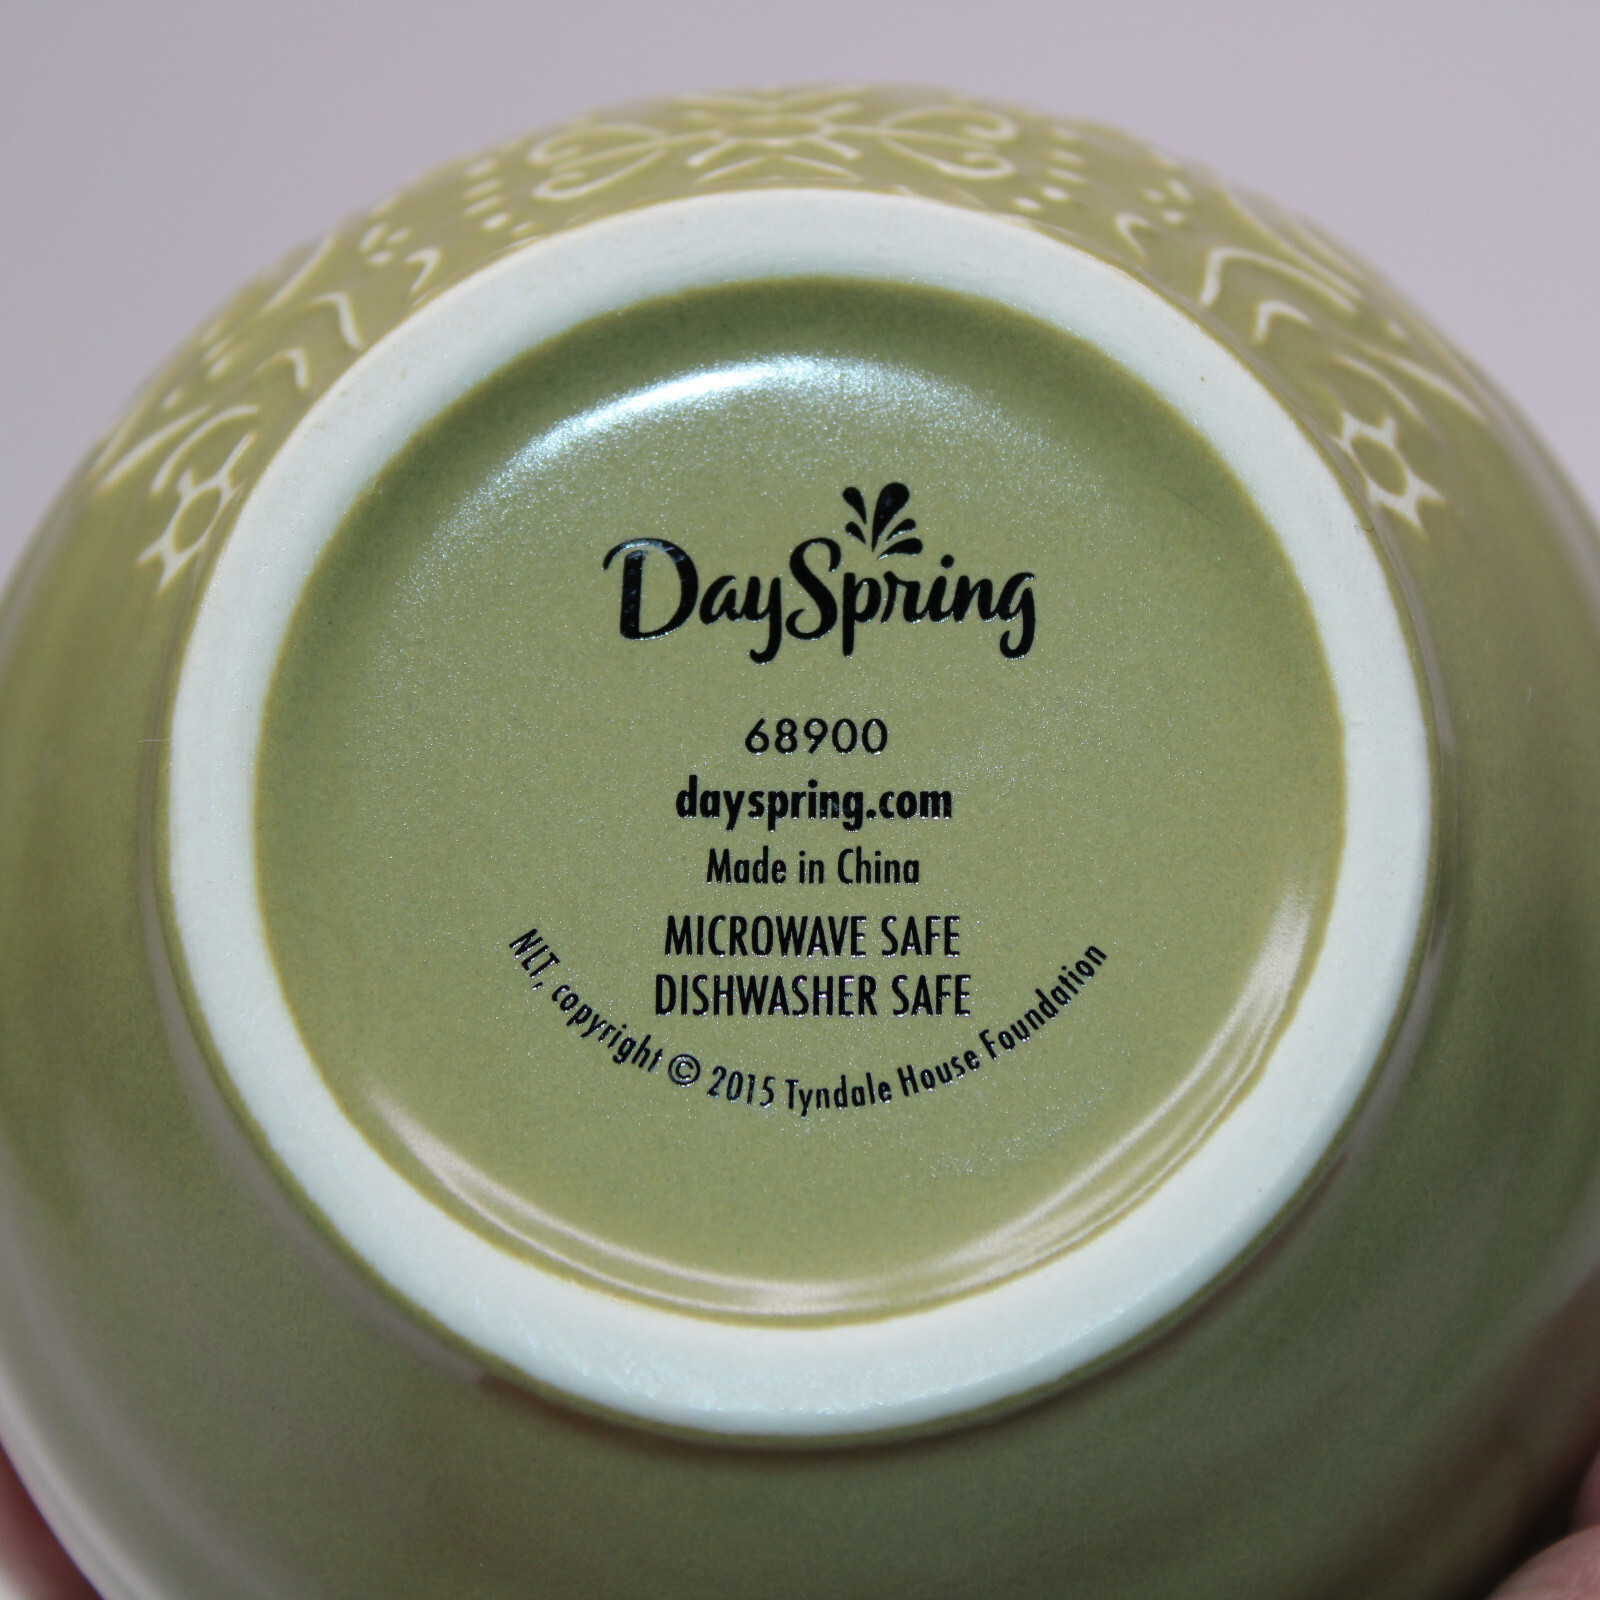 DaySpring
68900
dayspring.com
Made in China
MICROWAVE SAFE
DISHWASHER SAFE
NLT, copyright © 2015 Tyndale House Foundation